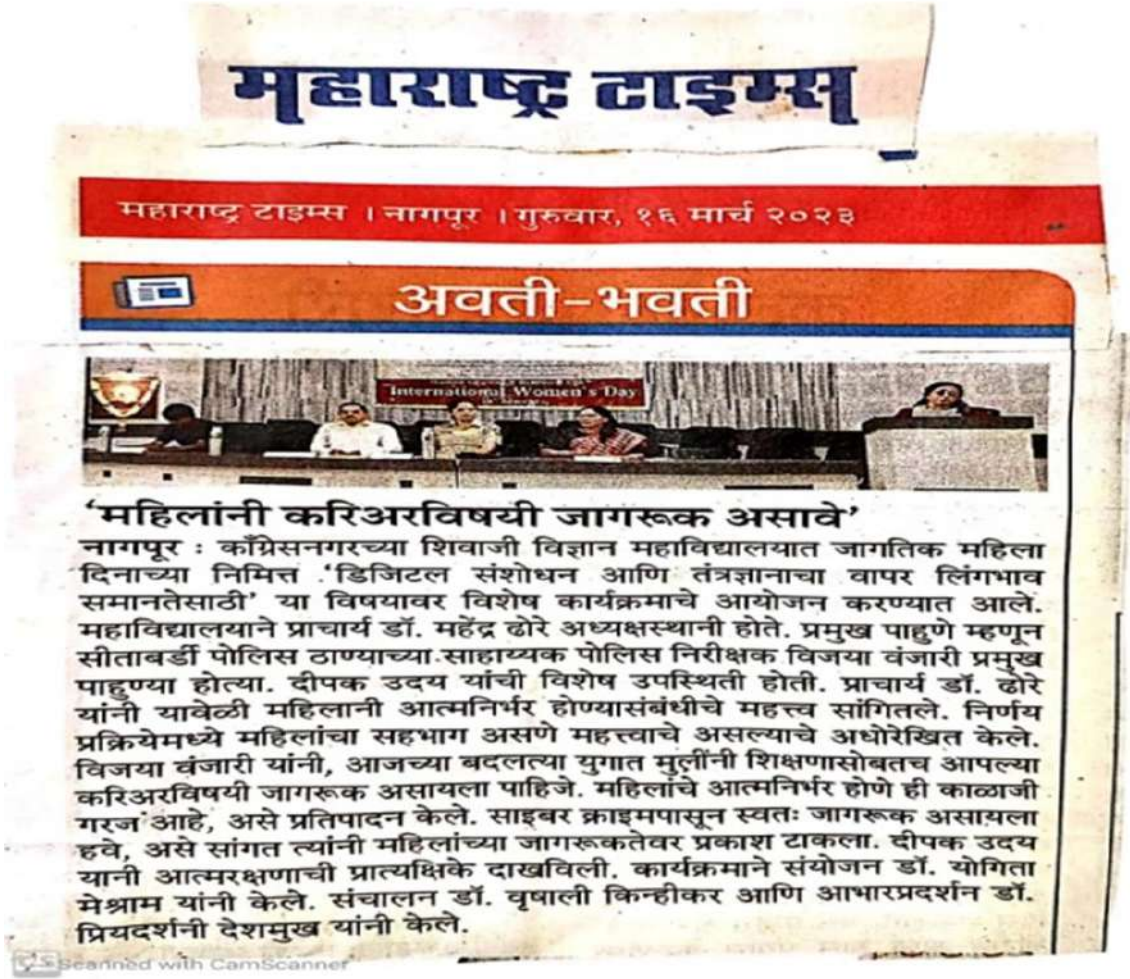 महाराष्ट्र टाइम्स
महाराष्ट्र टाइम्स । नागपूर । गुरुवार, १६ मार्च २०२३
अवती-भवती
International Women's Day
'महिलांनी करिअरविषयी जागरूक असावे'
नागपूर : काँग्रेसनगरच्या शिवाजी विज्ञान महाविद्यालयात जागतिक महिला
दिनाच्या निमित्त 'डिजिटल संशोधन आणि तंत्रज्ञानाचा वापर लिंगभाव
समानतेसाठी' या विषयावर विशेष कार्यक्रमाचे आयोजन करण्यात आले.
महाविद्यालयाने प्राचार्य डॉ. महेंद्र ढोरे अध्यक्षस्थानी होते. प्रमुख पाहुणे म्हणून
सीताबर्डी पोलिस ठाण्याच्या साहाय्यक पोलिस निरीक्षक विजया वंजारी प्रमुख
पाहुण्या होत्या. दीपक उदय यांची विशेष उपस्थिती होती. प्राचार्य डॉ. ढोरे
यांनी यावेळी महिलानी आत्मनिर्भर होण्यासंबंधीचे महत्त्व सांगितले. निर्णय
प्रक्रियेमध्ये महिलांचा सहभाग असणे महत्त्वाचे असल्याचे अधोरेखित केले.
विजया वंजारी यांनी, आजच्या बदलत्या युगात मुलींनी शिक्षणासोबतच आपल्या
करिअरविषयी जागरूक असायला पाहिजे. महिलांचे आत्मनिर्भर होणे ही काळाजी
गरज आहे, असे प्रतिपादन केले. साइबर क्राइमपासून स्वतः जागरूक असायला
हवे, असे सांगत त्यांनी महिलांच्या जागरूकतेवर प्रकाश टाकला. दीपक उदय
यानी आत्मरक्षणाची प्रात्यक्षिके दाखविली. कार्यक्रमाने संयोजन डॉ. योगिता
मेश्राम यांनी केले. संचालन डॉ. वृषाली किन्हीकर आणि आभारप्रदर्शन डॉ.
प्रियदर्शनी देशमुख यांनी केले.
Scanned with CamScanner